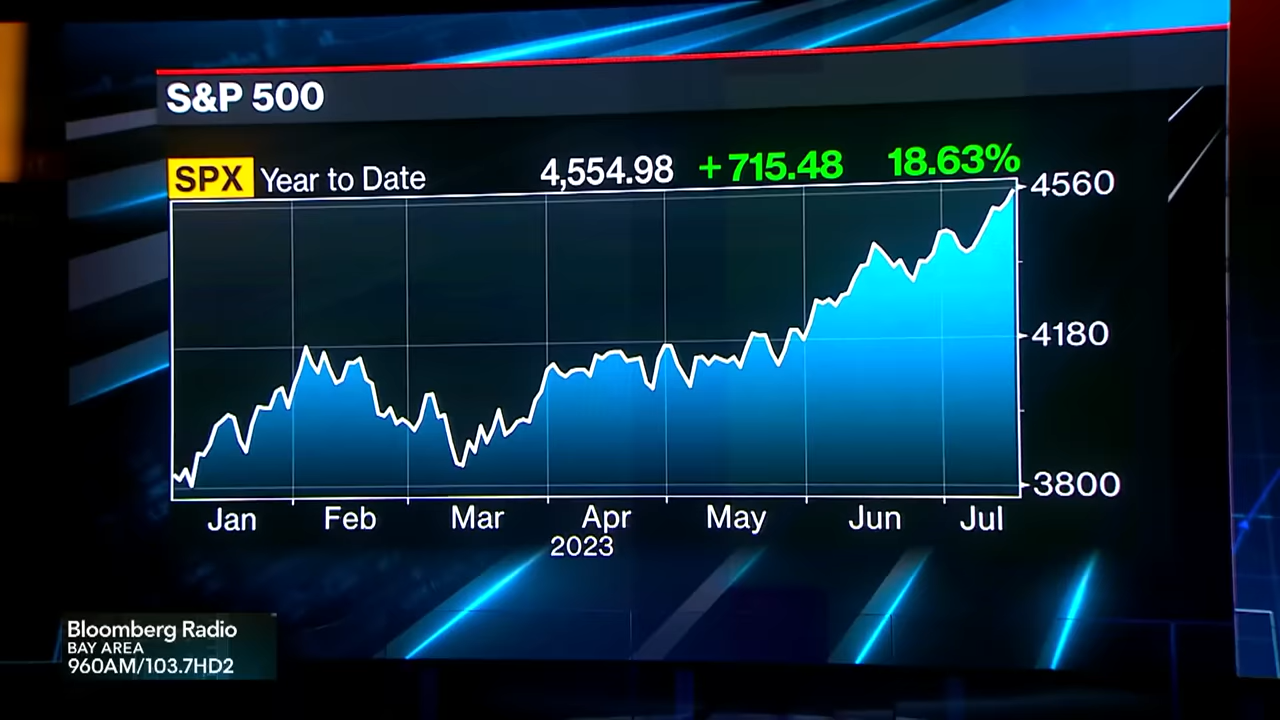 S&P 500
SPX Year to Date 4,554.98 +715.48 18.63%
4560
4180
3800
Jan Feb Mar Apr May Jun Jul
2023
Bloomberg Radio
BAY AREA
960AM/103.7HD2